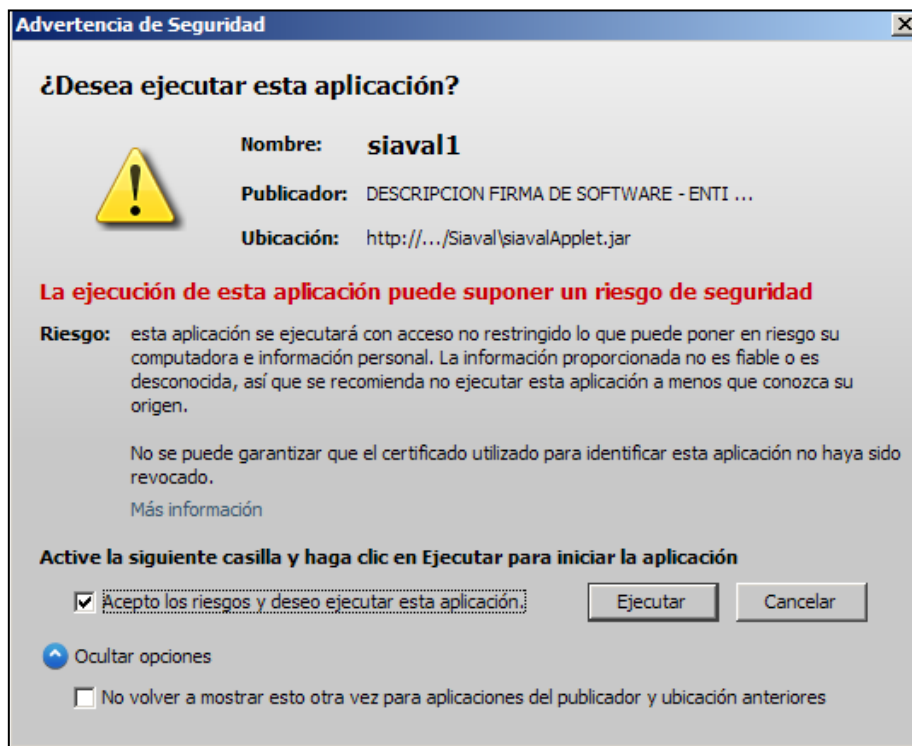 Advertencia de Seguridad
¿Desea ejecutar esta aplicación?
Nombre: siaval1
Publicador: DESCRIPCION FIRMA DE SOFTWARE - ENTI ...
Ubicación: http://.../Siaval\siavalApplet.jar
La ejecución de esta aplicación puede suponer un riesgo de seguridad
Riesgo: esta aplicación se ejecutará con acceso no restringido lo que puede poner en riesgo su
computadora e información personal. La información proporcionada no es fiable o es
desconocida, así que se recomienda no ejecutar esta aplicación a menos que conozca su
origen.
No se puede garantizar que el certificado utilizado para identificar esta aplicación no haya sido
revocado.
Más información
Active la siguiente casilla y haga clic en Ejecutar para iniciar la aplicación
Acepto los riesgos y deseo ejecutar esta aplicación. Ejecutar Cancelar
Ocultar opciones
No volver a mostrar esto otra vez para aplicaciones del publicador y ubicación anteriores